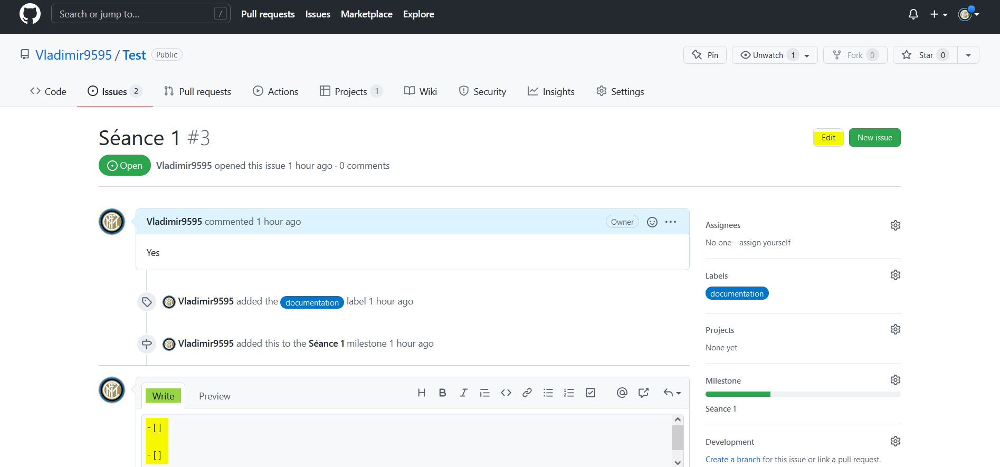 Search or jump to... /
Pull requests Issues Marketplace Explore
Vladimir9595 / Test Public
Pin Unwatch 1 Fork 0 Star 0
Code Issues 2 Pull requests Actions Projects 1 Wiki Security Insights Settings
Séance 1 #3
Edit New issue
Open Vladimir9595 opened this issue 1 hour ago · 0 comments
Vladimir9595 commented 1 hour ago Owner
Yes
Vladimir9595 added the documentation label 1 hour ago
Vladimir9595 added this to the Séance 1 milestone 1 hour ago
Write Preview
- [ ]
- [ ]
Assignees
No one—assign yourself
Labels
documentation
Projects
None yet
Milestone
Séance 1
Development
Create a branch for this issue or link a pull request.